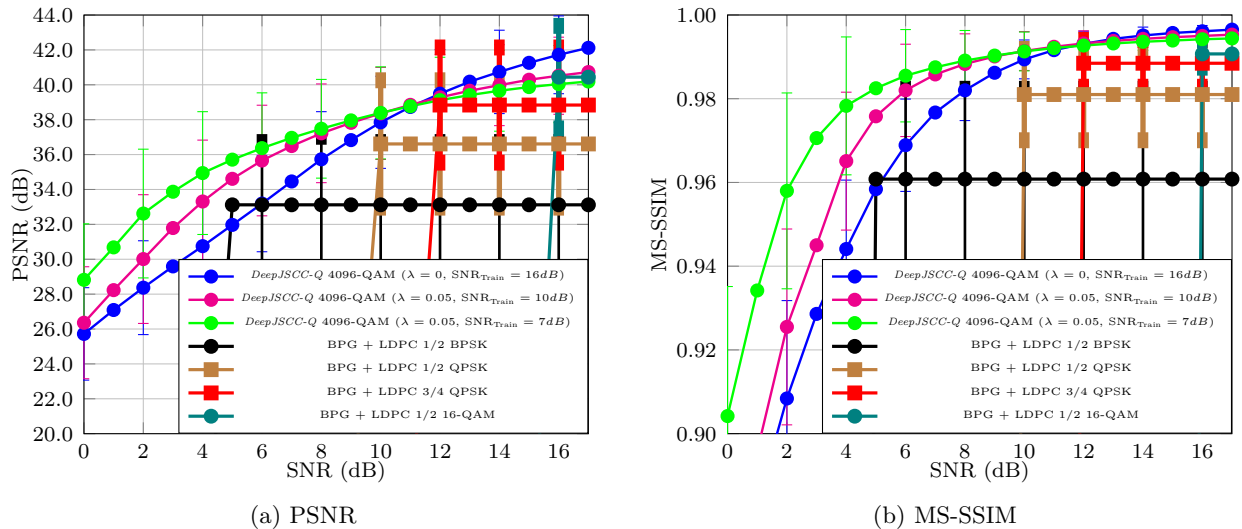 44.0
42.0
40.0
38.0
36.0
34.0
32.0
30.0
28.0
26.0
24.0
22.0
20.0
PSNR (dB)
DeepJSCC-Q 4096-QAM (λ = 0, SNR_Train = 16dB)
DeepJSCC-Q 4096-QAM (λ = 0.05, SNR_Train = 10dB)
DeepJSCC-Q 4096-QAM (λ = 0.05, SNR_Train = 7dB)
BPG + LDPC 1/2 BPSK
BPG + LDPC 1/2 QPSK
BPG + LDPC 3/4 QPSK
BPG + LDPC 1/2 16-QAM
0 2 4 6 8 10 12 14 16
SNR (dB)
(a) PSNR
1.00
0.98
0.96
0.94
0.92
0.90
MS-SSIM
DeepJSCC-Q 4096-QAM (λ = 0, SNR_Train = 16dB)
DeepJSCC-Q 4096-QAM (λ = 0.05, SNR_Train = 10dB)
DeepJSCC-Q 4096-QAM (λ = 0.05, SNR_Train = 7dB)
BPG + LDPC 1/2 BPSK
BPG + LDPC 1/2 QPSK
BPG + LDPC 3/4 QPSK
BPG + LDPC 1/2 16-QAM
0 2 4 6 8 10 12 14 16
SNR (dB)
(b) MS-SSIM